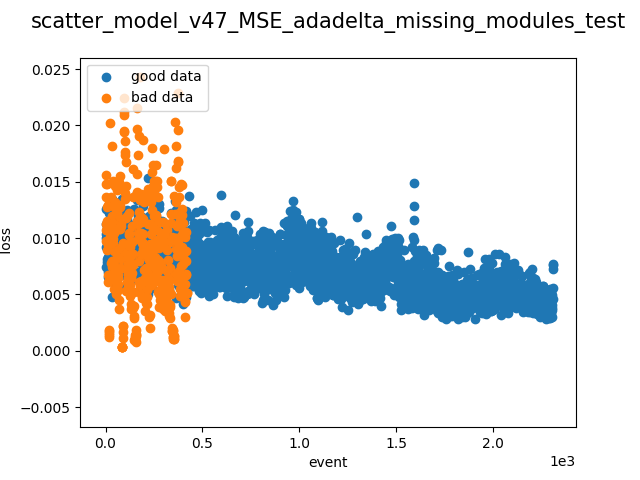 scatter_model_v47_MSE_adadelta_missing_modules_test
good data
bad data
0.025
0.020
0.015
0.010
0.005
0.000
−0.005
loss
0.0 0.5 1.0 1.5 2.0
1e3
event